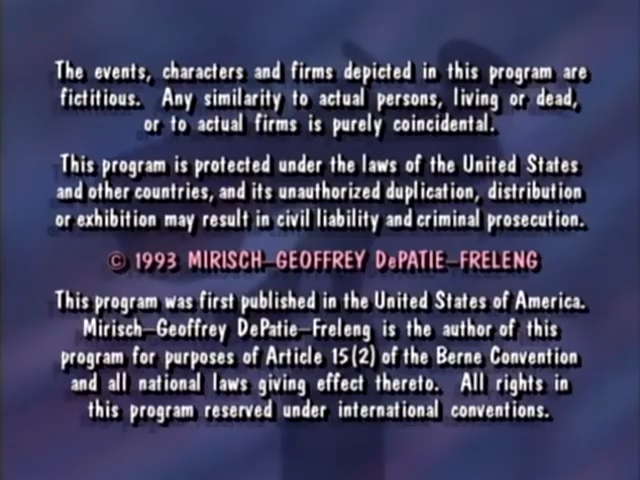 The events, characters and firms depicted in this program are
fictitious. Any similarity to actual persons, living or dead,
or to actual firms is purely coincidental.
This program is protected under the laws of the United States
and other countries, and its unauthorized duplication, distribution
or exhibition may result in civil liability and criminal prosecution.
© 1993 MIRISCH–GEOFFREY DePATIE–FRELENG
This program was first published in the United States of America.
Mirisch–Geoffrey DePatie–Freleng is the author of this
program for purposes of Article 15(2) of the Berne Convention
and all national laws giving effect thereto. All rights in
this program reserved under international conventions.